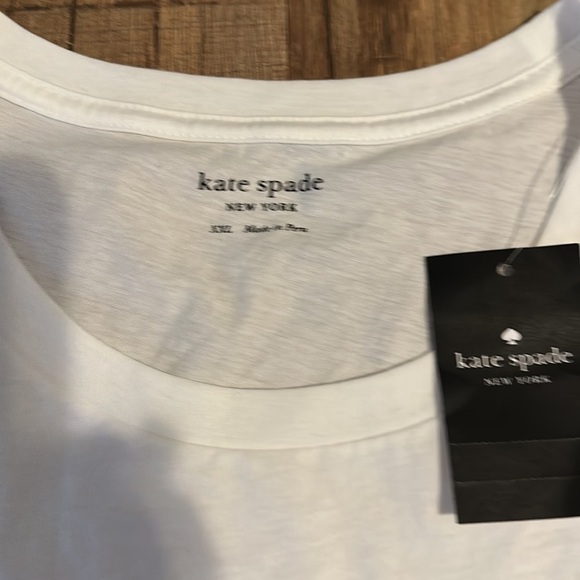 kate spade
NEW YORK
XXL Made in Peru
kate spade
NEW YORK